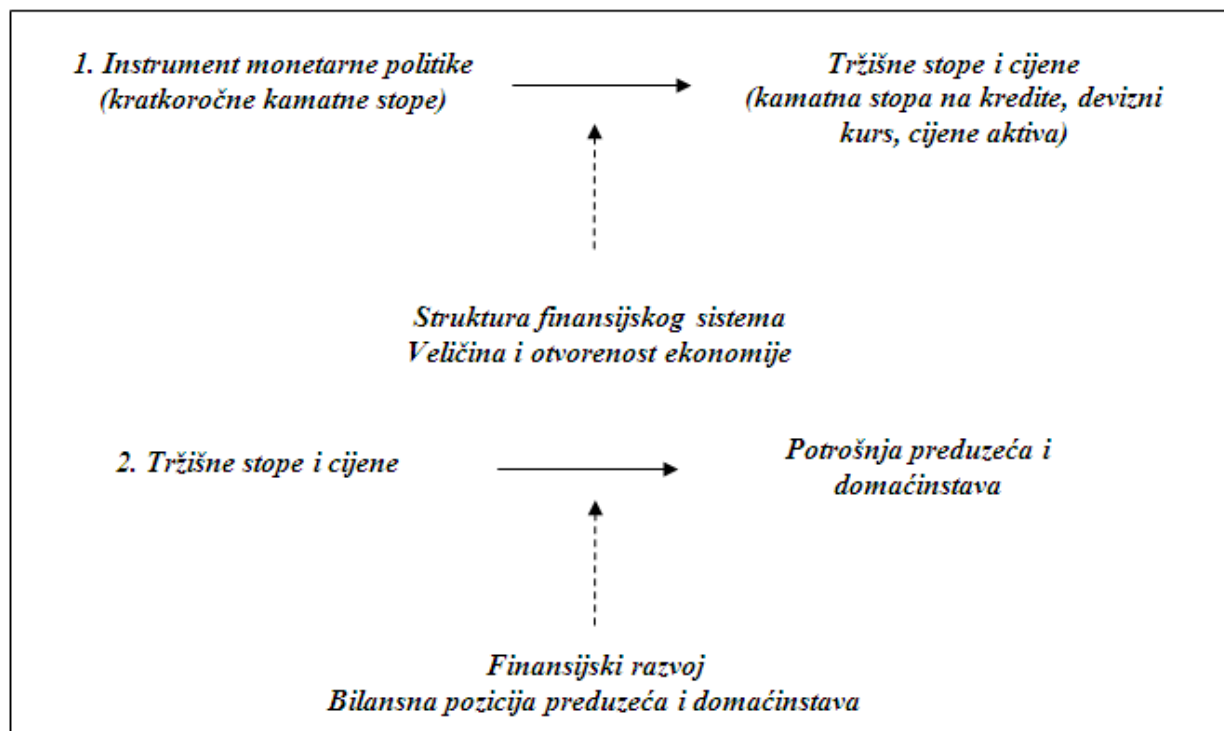 1. Instrument monetarne politike
(kratkoročne kamatne stope)
Tržišne stope i cijene
(kamatna stopa na kredite, devizni
kurs, cijene aktiva)
Struktura finansijskog sistema
Veličina i otvorenost ekonomije
2. Tržišne stope i cijene
Potrošnja preduzeća i
domaćinstava
Finansijski razvoj
Bilansna pozicija preduzeća i domaćinstava